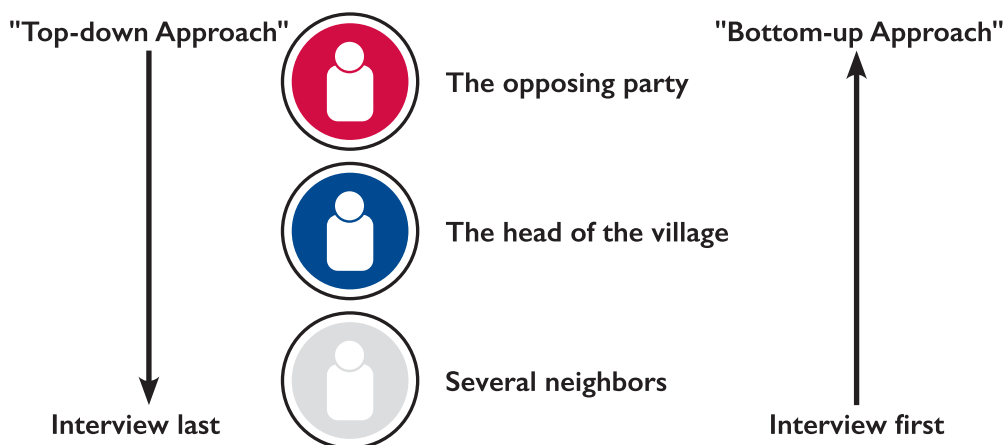 "Top-down Approach"
"Bottom-up Approach"
The opposing party
The head of the village
Several neighbors
Interview last
Interview first